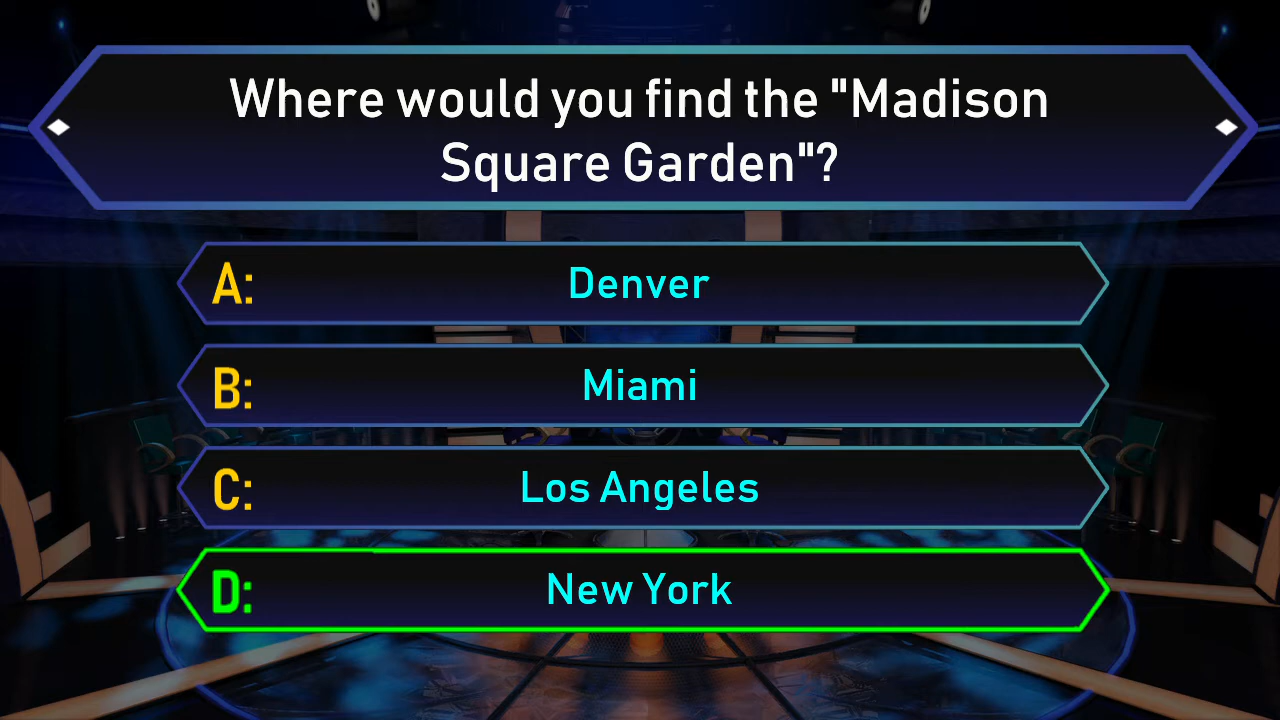 Where would you find the "Madison
Square Garden"?
A: Denver
B: Miami
C: Los Angeles
D: New York